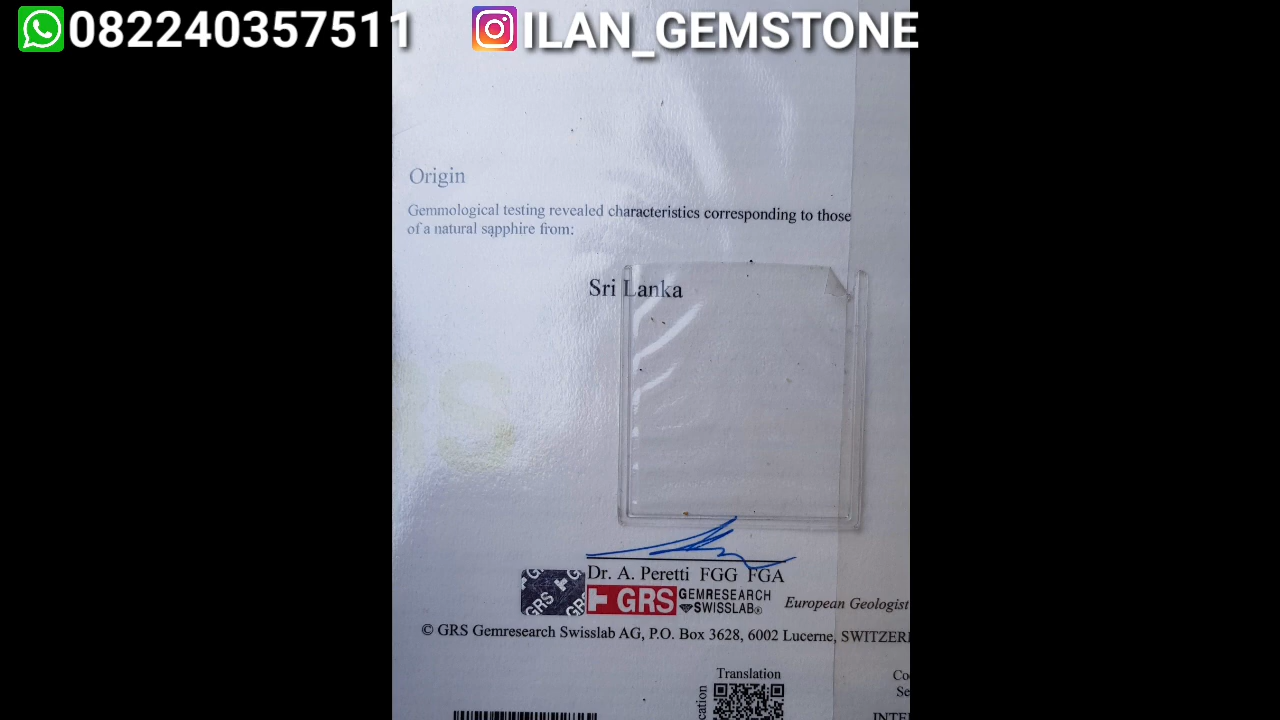 082240357511 ILAN_GEMSTONE
Origin
Gemmological testing revealed characteristics corresponding to those
of a natural sapphire from:
Sri Lanka
Dr. A. Peretti FGG FGA
GRS
GRS GEMRESEARCH
SWISSLAB®
European Geologist
© GRS Gemresearch Swisslab AG, P.O. Box 3628, 6002 Lucerne, SWITZERL
Translation